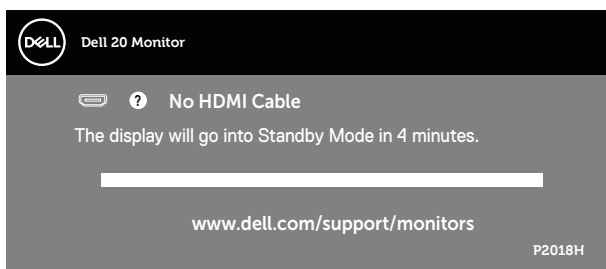 DELL
Dell 20 Monitor
? No HDMI Cable
The display will go into Standby Mode in 4 minutes.
www.dell.com/support/monitors
P2018H